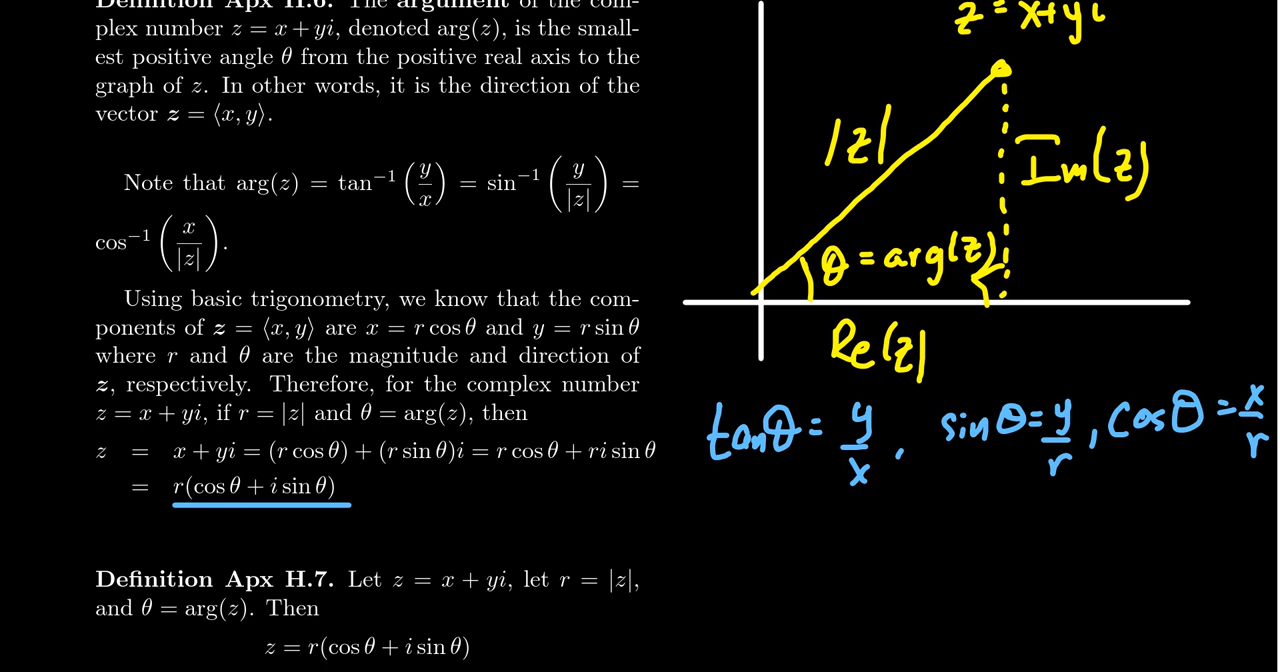 Definition Apx H.6. The argument of the com-
plex number z = x + yi, denoted arg(z), is the small-
est positive angle θ from the positive real axis to the
graph of z. In other words, it is the direction of the
vector z = ⟨x, y⟩.
Note that arg(z) = tan⁻¹(y/x) = sin⁻¹(y/|z|) =
cos⁻¹(x/|z|).
Using basic trigonometry, we know that the com-
ponents of z = ⟨x, y⟩ are x = r cos θ and y = r sin θ
where r and θ are the magnitude and direction of
z, respectively. Therefore, for the complex number
z = x + yi, if r = |z| and θ = arg(z), then
z = x + yi = (r cos θ) + (r sin θ)i = r cos θ + ri sin θ
= r(cos θ + i sin θ)
Definition Apx H.7. Let z = x + yi, let r = |z|,
and θ = arg(z). Then
z = r(cos θ + i sin θ)
z = x+yi
|z|
Im(z)
θ = arg(z)
Re(z)
tanθ = y/x, sinθ = y/r, cosθ = x/r